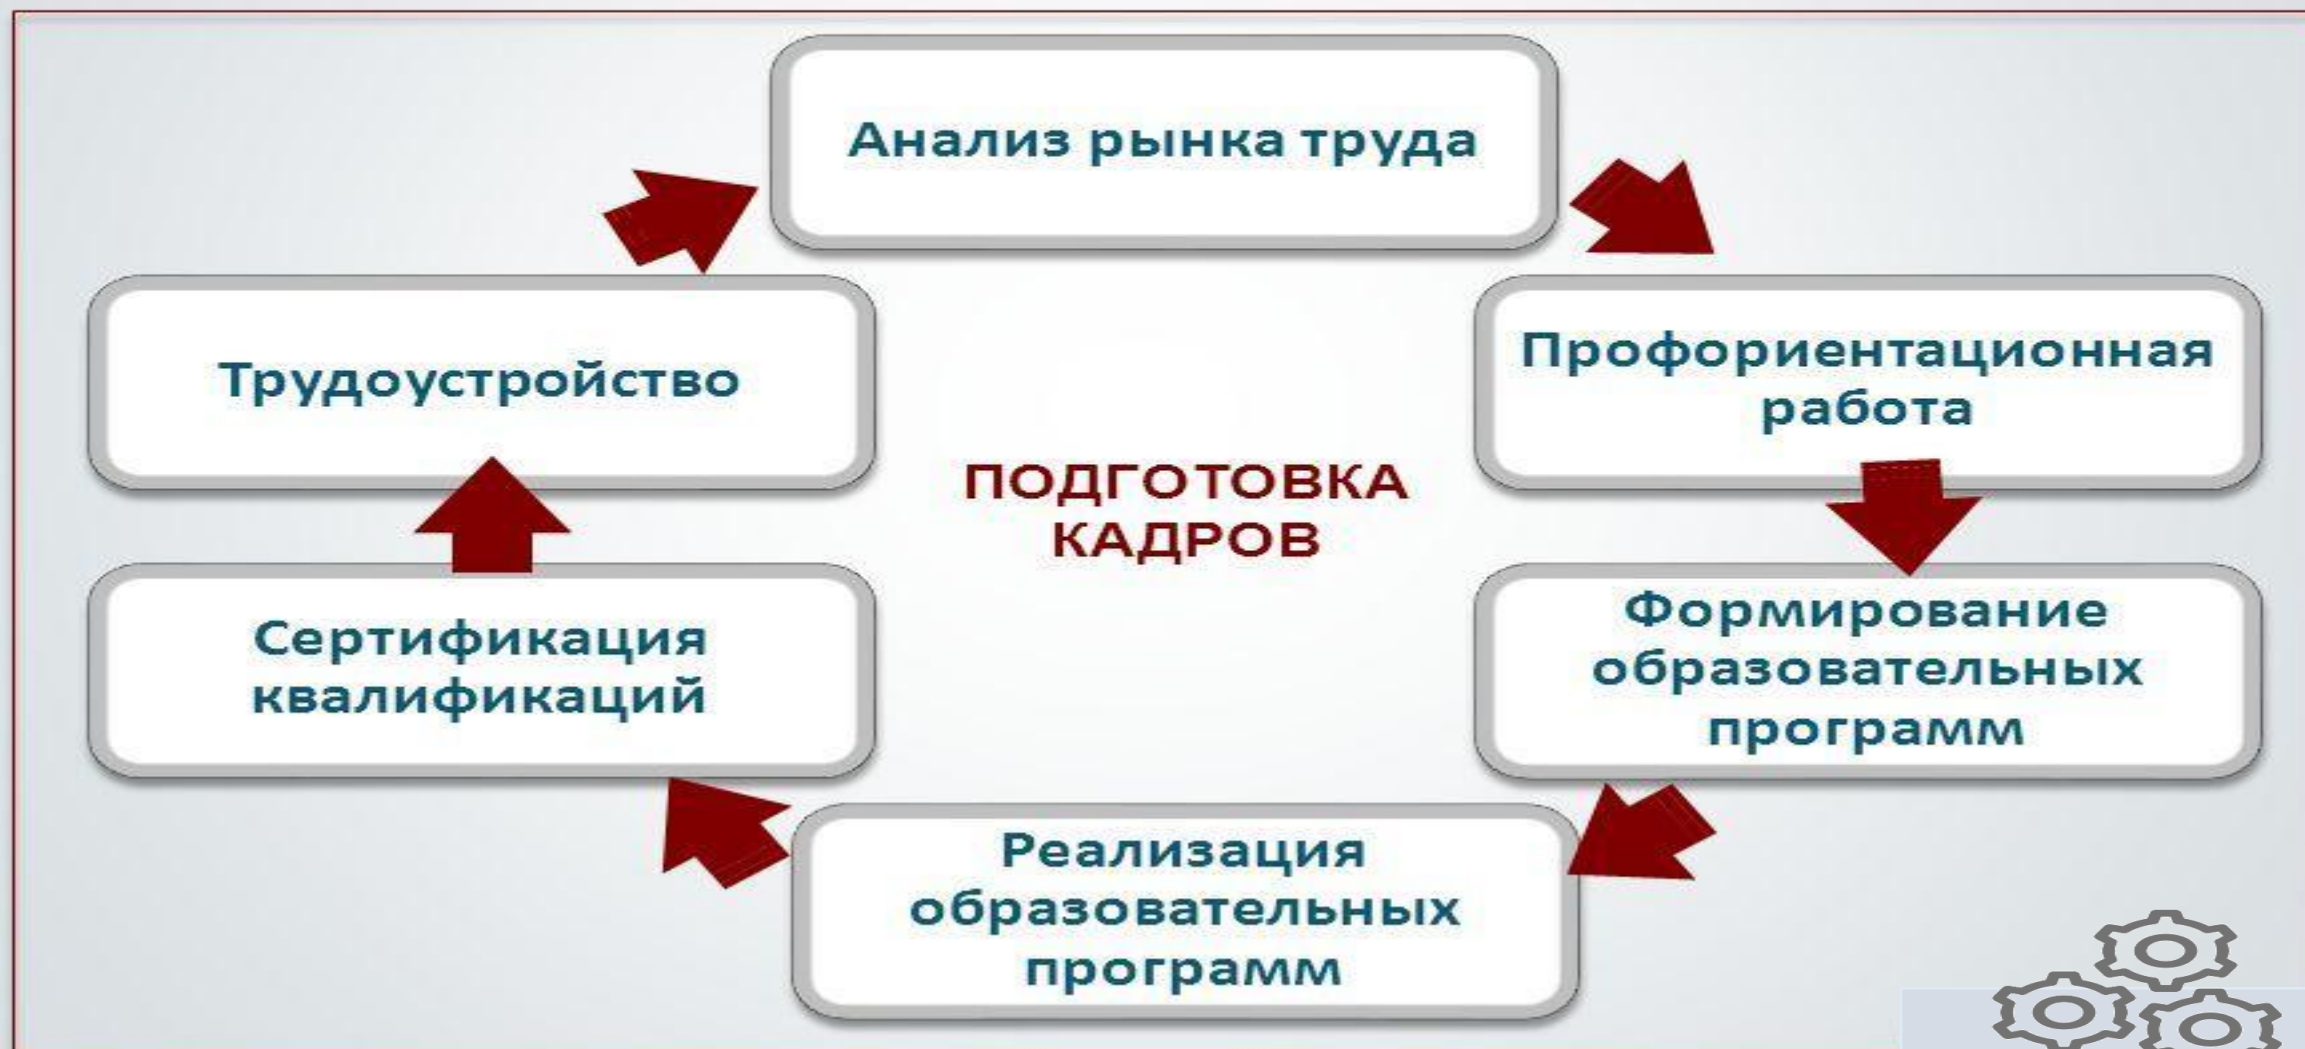 Анализ рынка труда
Профориентационная
работа
Формирование
образовательных
программ
Реализация
образовательных
программ
Сертификация
квалификаций
Трудоустройство
ПОДГОТОВКА
КАДРОВ